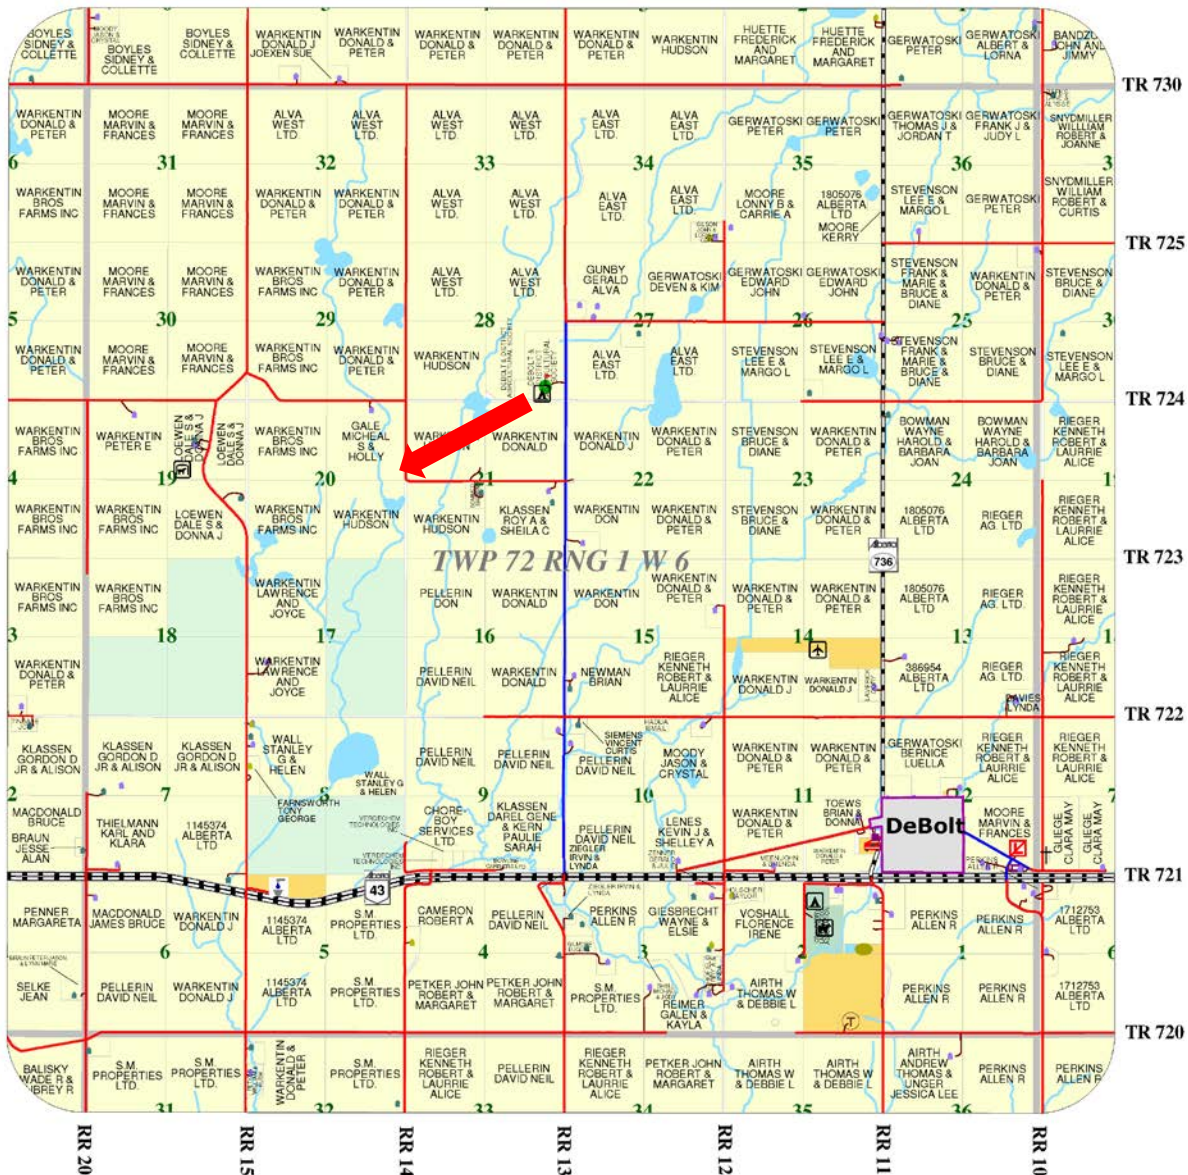 BOYLES
SIDNEY &
COLLETTE
BOYLES
SIDNEY &
COLLETTE
BOYLES
SIDNEY &
COLLETTE
WARKENTIN
DONALD J
JOEXEN SUE
WARKENTIN
DONALD &
PETER
WARKENTIN
DONALD &
PETER
WARKENTIN
DONALD &
PETER
WARKENTIN
DONALD &
PETER
WARKENTIN
HUDSON
HUETTE
FREDERICK
AND
MARGARET
HUETTE
FREDERICK
AND
MARGARET
GERWATOSKI
PETER
GERWATOSKI
ALBERT &
LORNA
JIMMY
TR 730
WARKENTIN
DONALD &
PETER
MOORE
MARVIN &
FRANCES
MOORE
MARVIN &
FRANCES
ALVA
WEST
LTD.
ALVA
WEST
LTD.
ALVA
WEST
LTD.
ALVA
WEST
LTD.
ALVA
EAST
LTD.
ALVA
EAST
LTD.
GERWATOSKI
PETER
GERWATOSKI
PETER
GERWATOSKI
THOMAS J &
JORDAN T
GERWATOSKI
FRANK J &
JUDY L
SNYDMILLER
WILLLIAM
ROBERT &
JOANNE
6 31 32 33 34 35 36 3
WARKENTIN
BROS
FARMS INC
MOORE
MARVIN &
FRANCES
MOORE
MARVIN &
FRANCES
WARKENTIN
DONALD &
PETER
WARKENTIN
DONALD &
PETER
ALVA
WEST
LTD.
ALVA
WEST
LTD.
ALVA
EAST
LTD.
ALVA
EAST
LTD.
MOORE
LONNY B &
CARRIE A
1805076
ALBERTA
LTD
MOORE
KERRY
STEVENSON
LEE E &
MARGO L
GERWATOSKI
PETER
SNYDMILLER
WILLIAM
ROBERT &
CURTIS
TR 725
WARKENTIN
DONALD &
PETER
MOORE
MARVIN &
FRANCES
MOORE
MARVIN &
FRANCES
WARKENTIN
BROS
FARMS INC
WARKENTIN
DONALD &
PETER
ALVA
WEST
LTD.
ALVA
WEST
LTD.
GUNBY
GERALD
ALVA
GERWATOSKI
DEVEN & KIM
GERWATOSKI
EDWARD
JOHN
GERWATOSKI
EDWARD
JOHN
STEVENSON
FRANK &
MARIE &
BRUCE &
DIANE
WARKENTIN
DONALD &
PETER
STEVENSON
BRUCE &
DIANE
5 30 29 28 27 26 25 3
WARKENTIN
DONALD &
PETER
MOORE
MARVIN &
FRANCES
MOORE
MARVIN &
FRANCES
WARKENTIN
BROS
FARMS INC
WARKENTIN
DONALD &
PETER
WARKENTIN
HUDSON
ALVA
EAST
LTD.
ALVA
EAST
LTD.
STEVENSON
LEE E &
MARGO L
STEVENSON
LEE E &
MARGO L
STEVENSON
FRANK &
MARIE &
BRUCE &
DIANE
STEVENSON
BRUCE &
DIANE
STEVENSON
LEE E &
MARGO L
TR 724
WARKENTIN
BROS
FARMS INC
WARKENTIN
PETER E
LOEWEN
DALE S &
DONNA J
LOEWEN
DALE S &
DONNA J
WARKENTIN
BROS
FARMS INC
GALE
MICHEAL
S &
HOLLY
WARKENTIN
DONALD
WARKENTIN
DONALD J
WARKENTIN
DONALD &
PETER
STEVENSON
BRUCE &
DIANE
WARKENTIN
DONALD &
PETER
BOWMAN
WAYNE
HAROLD &
BARBARA
JOAN
BOWMAN
WAYNE
HAROLD &
BARBARA
JOAN
RIEGER
KENNETH
ROBERT &
LAURRIE
ALICE
4 19 20 21 22 23 24 1
WARKENTIN
BROS
FARMS INC
WARKENTIN
BROS
FARMS INC
LOEWEN
DALE S &
DONNA J
WARKENTIN
BROS
FARMS INC
WARKENTIN
HUDSON
WARKENTIN
HUDSON
KLASSEN
ROY A &
SHEILA C
WARKENTIN
DON
WARKENTIN
DONALD &
PETER
STEVENSON
BRUCE &
DIANE
WARKENTIN
DONALD &
PETER
1805076
ALBERTA
LTD
RIEGER
AG. LTD
RIEGER
KENNETH
ROBERT &
LAURRIE
ALICE
TWP 72 RNG 1 W 6
Alberta
736
TR 723
WARKENTIN
BROS
FARMS INC
WARKENTIN
BROS
FARMS INC
WARKENTIN
LAWRENCE
AND
JOYCE
PELLERIN
DON
WARKENTIN
DONALD
WARKENTIN
DON
WARKENTIN
DONALD &
PETER
WARKENTIN
DONALD &
PETER
WARKENTIN
DONALD &
PETER
1805076
ALBERTA
LTD
RIEGER
AG. LTD.
RIEGER
KENNETH
ROBERT &
LAURRIE
ALICE
3 18 17 16 15 14 13 1
WARKENTIN
DONALD &
PETER
WARKENTIN
LAWRENCE
AND
JOYCE
PELLERIN
DAVID NEIL
WARKENTIN
DONALD
NEWMAN
BRIAN
RIEGER
KENNETH
ROBERT &
LAURRIE
ALICE
WARKENTIN
DONALD J
WARKENTIN
DONALD J
386954
ALBERTA
LTD
RIEGER
AG. LTD.
DAVIES
LYNDA
RIEGER
KENNETH
ROBERT &
LAURRIE
ALICE
TR 722
KLASSEN
GORDON D
JR & ALISON
KLASSEN
GORDON D
JR & ALISON
KLASSEN
GORDON D
JR & ALISON
WALL
STANLEY
G &
HELEN
WALL
STANLEY G
& HELEN
PELLERIN
DAVID NEIL
PELLERIN
DAVID NEIL
SIEMENS
VINCENT
CURTIS
PELLERIN
DAVID NEIL
MOODY
JASON &
CRYSTAL
WARKENTIN
DONALD &
PETER
WARKENTIN
DONALD &
PETER
GERWATOSKI
BERNICE
LUELLA
RIEGER
KENNETH
ROBERT &
LAURRIE
ALICE
RIEGER
KENNETH
ROBERT &
LAURRIE
ALICE
2 7 8 9 10 11 12 7
MACDONALD
BRUCE
BRAUN
JESSE
ALAN
THIELMANN
KARL AND
KLARA
1145374
ALBERTA
LTD
FARNSWORTH
TONY
GEORGE
CHORE-
BOY
SERVICES
LTD.
KLASSEN
DAREL GENE
& KERN
PAULIE
SARAH
PELLERIN
DAVID NEIL
ZIEGLER
IRVIN &
LYNDA
LENES
KEVIN J &
SHELLEY A
WARKENTIN
DONALD &
PETER
TOEWS
BRIAN
DONNA
DeBolt
MOORE
MARVIN &
FRANCES
PERKINS
GLIEGE
CLARA MAY
GLIEGE
CLARA MAY
Alberta
43
TR 721
PENNER
MARGARETA
MACDONALD
JAMES BRUCE
WARKENTIN
DONALD J
1145374
ALBERTA
LTD
S.M.
PROPERTIES
LTD.
CAMERON
ROBERT A
PELLERIN
DAVID NEIL
PERKINS
ALLEN R
GIESBRECHT
WAYNE &
ELSIE
VOSHALL
FLORENCE
IRENE
PERKINS
ALLEN R
PERKINS
ALLEN R
1712753
ALBERTA
LTD
6 5 4 3 2 1 6
SELKE
JEAN
PELLERIN
DAVID NEIL
WARKENTIN
DONALD J
1145374
ALBERTA
LTD
S.M.
PROPERTIES
LTD.
PETKER JOHN
ROBERT &
MARGARET
PETKER JOHN
ROBERT &
MARGARET
S.M.
PROPERTIES
LTD.
REIMER
GALEN &
KAYLA
AIRTH
THOMAS W
& DEBBIE L
T
PERKINS
ALLEN R
PERKINS
ALLEN R
1712753
ALBERTA
LTD
TR 720
BALISKY
WADE R &
S.M.
PROPERTIES
LTD.
S.M.
PROPERTIES
LTD.
WARKENTIN
DONALD &
PETER
S.M.
PROPERTIES
LTD.
RIEGER
KENNETH
ROBERT &
LAURRIE
ALICE
PELLERIN
DAVID NEIL
RIEGER
KENNETH
ROBERT &
LAURRIE
ALICE
PETKER JOHN
ROBERT &
MARGARET
AIRTH
THOMAS W
& DEBBIE L
AIRTH
THOMAS W
& DEBBIE L
AIRTH
ANDREW
THOMAS &
UNGER
JESSICA LEE
PERKINS
ALLEN R
PERKINS
ALLEN R
31 32 33 34 35 36
RR 20
RR 15
RR 14
RR 13
RR 12
RR 11
RR 10